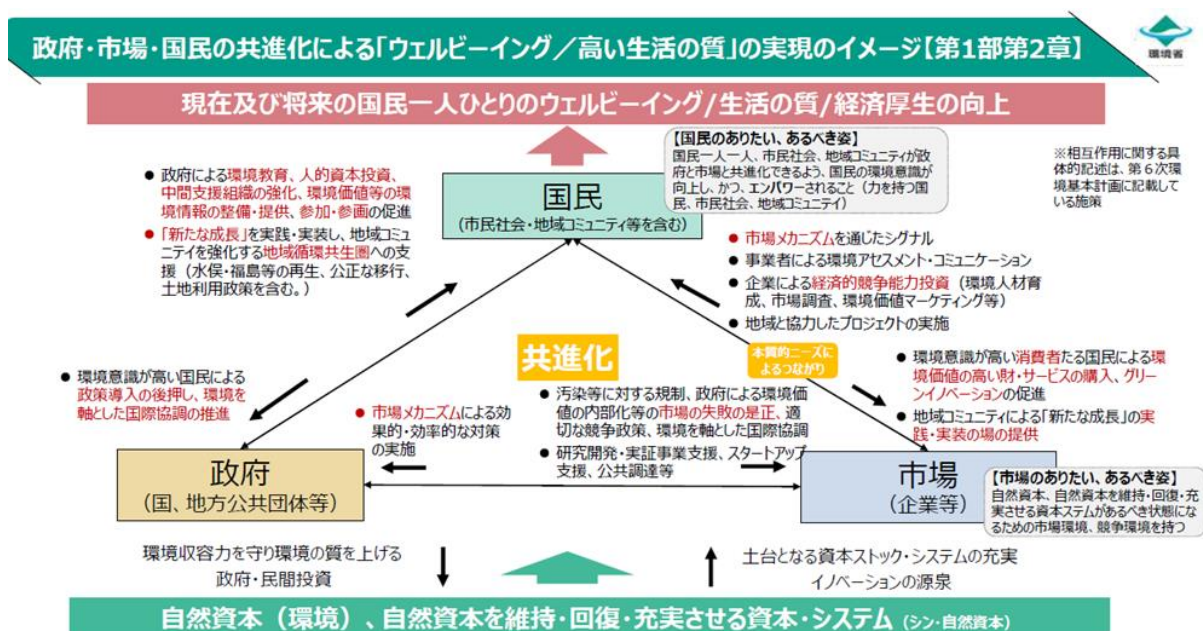 政府・市場・国民の共進化による「ウェルビーイング／高い生活の質」の実現のイメージ【第1部第2章】
環境省
現在及び将来の国民一人ひとりのウェルビーイング/生活の質/経済厚生の向上
● 政府による環境教育、人的資本投資、
中間支援組織の強化、環境価値等の環
境情報の整備・提供、参加・参画の促進
● 「新たな成長」を実践・実装し、地域コミュ
ニティを強化する地域循環共生圏への支
援（水俣・福島等の再生、公正な移行、
土地利用政策を含む。）
国民
（市民社会・地域コミュニティ等を含む）
【国民のありたい、あるべき姿】
国民一人一人、市民社会、地域コミュニティが政
府と市場と共進化できるよう、国民の環境意識が
向上し、かつ、エンパワーされること（力を持つ国
民、市民社会、地域コミュニティ）
※相互作用に関する具
体的記述は、第６次環
境基本計画に記載して
いる施策
● 市場メカニズムを通じたシグナル
● 事業者による環境アセスメント・コミュニケーション
● 企業による経済的競争能力投資（環境人材育
成、市場調査、環境価値マーケティング等）
● 地域と協力したプロジェクトの実施
共進化
本質的ニーズに
よるつながり
● 環境意識が高い国民による
政策導入の後押し、環境を
軸とした国際協調の推進
● 市場メカニズムによる効
果的・効率的な対策
の実施
● 汚染等に対する規制、政府による環境価
値の内部化等の市場の失敗の是正、適
切な競争政策、環境を軸とした国際協調
● 研究開発・実証事業支援、スタートアップ
支援、公共調達等
● 環境意識が高い消費者たる国民による環
境価値の高い財・サービスの購入、グリー
ンイノベーションの促進
● 地域コミュニティによる「新たな成長」の実
践・実装の場の提供
政府
（国、地方公共団体等）
市場
（企業等）
【市場のありたい、あるべき姿】
自然資本、自然資本を維持・回復・充
実させる資本ステムがあるべき状態にな
るための市場環境、競争環境を持つ
環境収容力を守り環境の質を上げる
政府・民間投資
土台となる資本ストック・システムの充実
イノベーションの源泉
自然資本（環境）、自然資本を維持・回復・充実させる資本・システム（シン・自然資本）